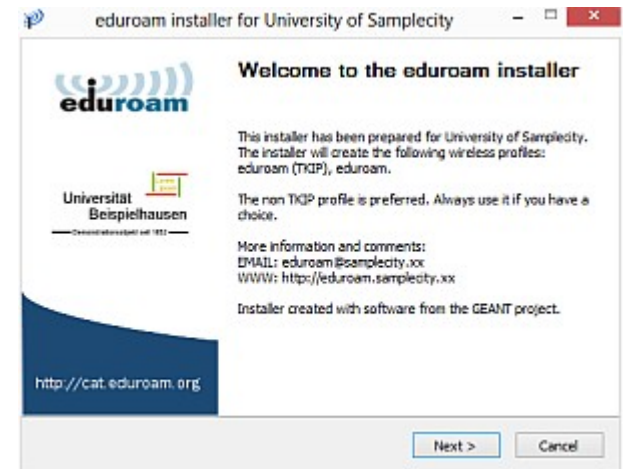 eduroam installer for University of Samplecity
eduroam
Welcome to the eduroam installer
This installer has been prepared for University of Samplecity.
The installer will create the following wireless profiles:
eduroam (TKIP), eduroam.
The non TKIP profile is preferred. Always use it if you have a
choice.
More information and comments:
EMAIL: eduroam@samplecity.xx
WWW: http://eduroam.samplecity.xx
Installer created with software from the GEANT project.
Universität
Beispielhausen
http://cat.eduroam.org
Next >
Cancel